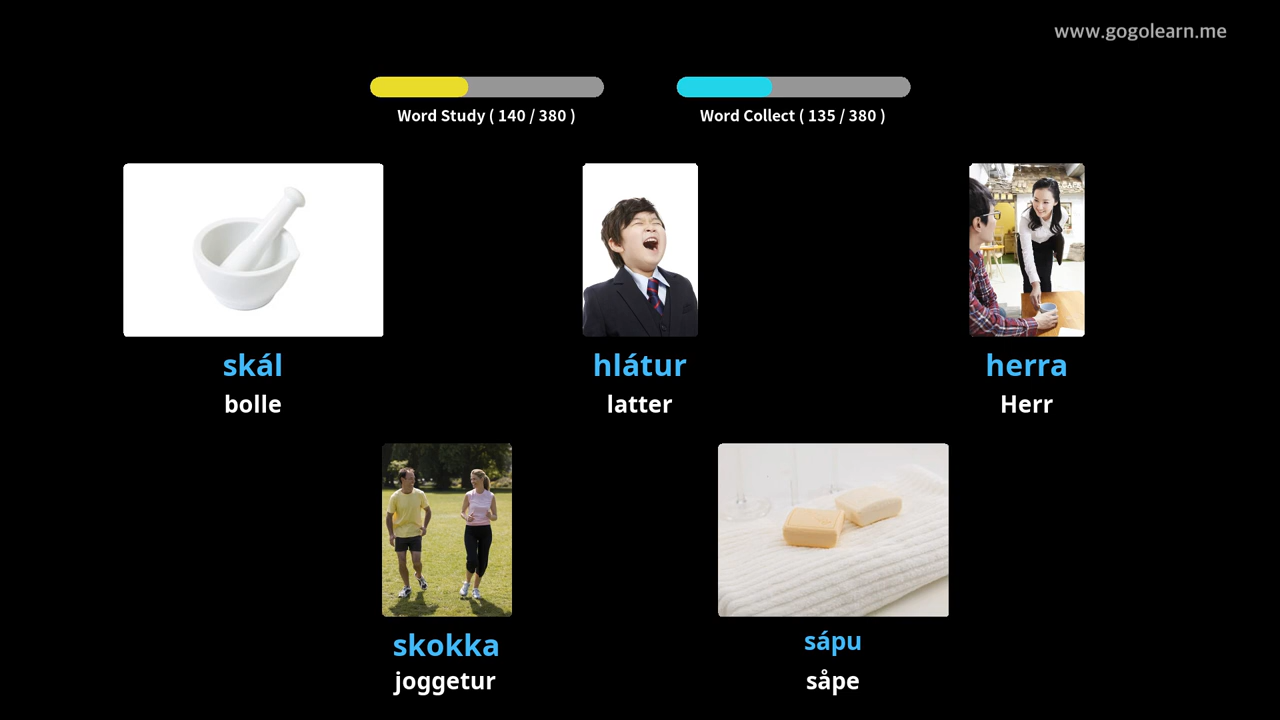 www.gogolearn.me
Word Study ( 140 / 380 )
Word Collect ( 135 / 380 )
skál
bolle
hlátur
latter
herra
Herr
skokka
joggetur
sápu
såpe